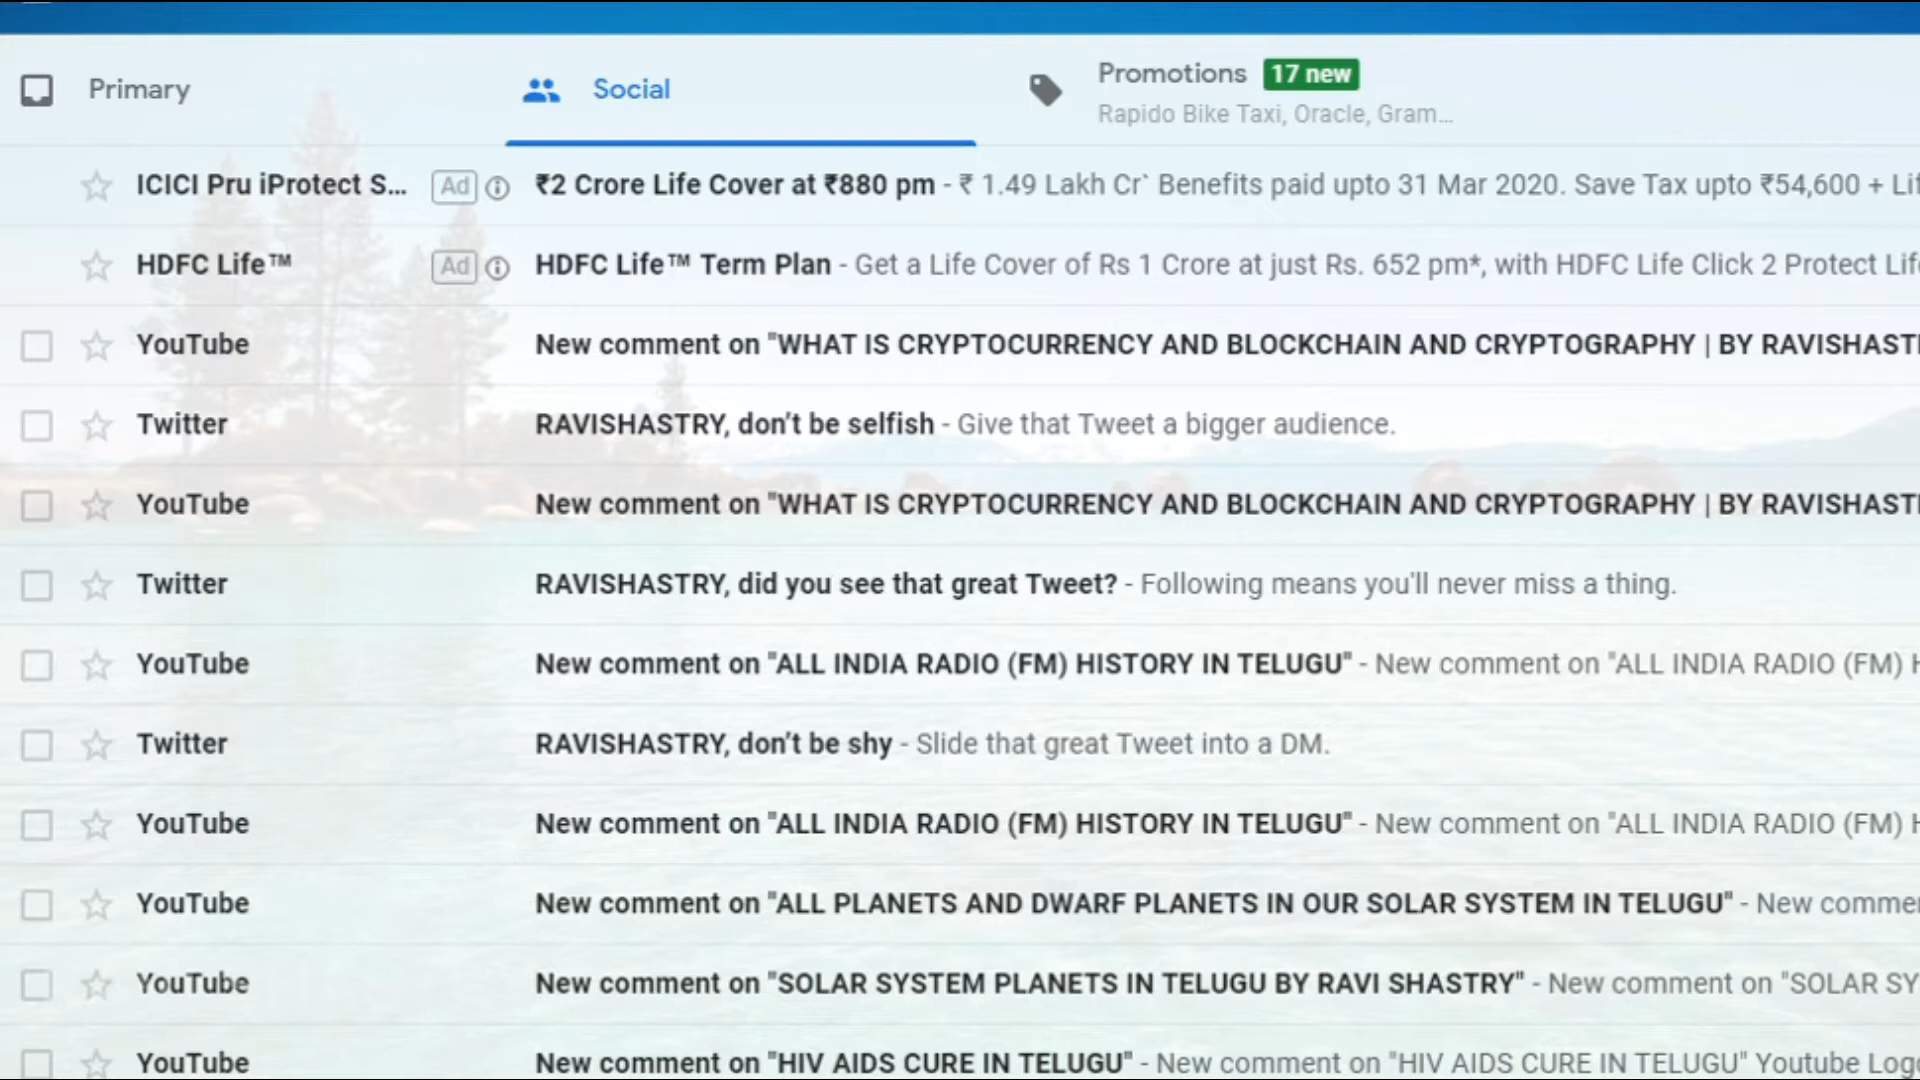 Primary
Social
Promotions 17 new
Rapido Bike Taxi, Oracle, Gram...
ICICI Pru iProtect S... Ad ₹2 Crore Life Cover at ₹880 pm - ₹ 1.49 Lakh Cr` Benefits paid upto 31 Mar 2020. Save Tax upto ₹54,600 + Lif
HDFC Life™ Ad HDFC Life™ Term Plan - Get a Life Cover of Rs 1 Crore at just Rs. 652 pm*, with HDFC Life Click 2 Protect Life
YouTube New comment on "WHAT IS CRYPTOCURRENCY AND BLOCKCHAIN AND CRYPTOGRAPHY | BY RAVISHAST
Twitter RAVISHASTRY, don't be selfish - Give that Tweet a bigger audience.
YouTube New comment on "WHAT IS CRYPTOCURRENCY AND BLOCKCHAIN AND CRYPTOGRAPHY | BY RAVISHAST
Twitter RAVISHASTRY, did you see that great Tweet? - Following means you'll never miss a thing.
YouTube New comment on "ALL INDIA RADIO (FM) HISTORY IN TELUGU" - New comment on "ALL INDIA RADIO (FM) H
Twitter RAVISHASTRY, don't be shy - Slide that great Tweet into a DM.
YouTube New comment on "ALL INDIA RADIO (FM) HISTORY IN TELUGU" - New comment on "ALL INDIA RADIO (FM) H
YouTube New comment on "ALL PLANETS AND DWARF PLANETS IN OUR SOLAR SYSTEM IN TELUGU" - New commen
YouTube New comment on "SOLAR SYSTEM PLANETS IN TELUGU BY RAVI SHASTRY" - New comment on "SOLAR SY
YouTube New comment on "HIV AIDS CURE IN TELUGU" - New comment on "HIV AIDS CURE IN TELUGU" Youtube Logo